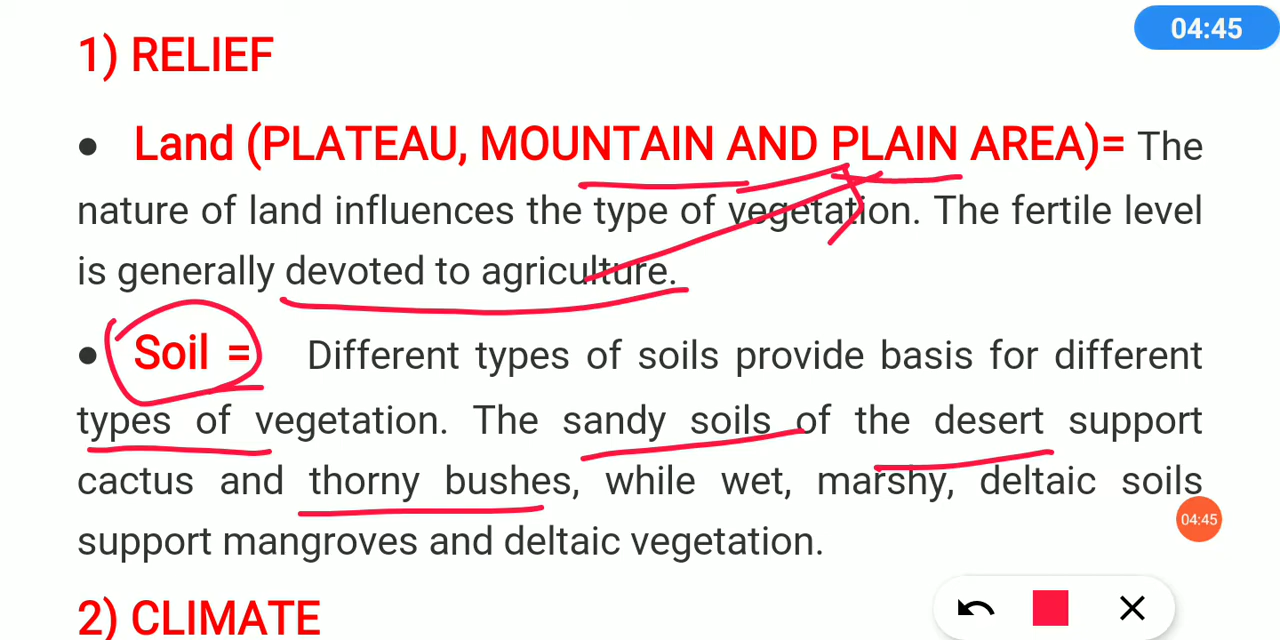 04:45
1) RELIEF
● Land (PLATEAU, MOUNTAIN AND PLAIN AREA)= The
nature of land influences the type of vegetation. The fertile level
is generally devoted to agriculture.
● Soil = Different types of soils provide basis for different
types of vegetation. The sandy soils of the desert support
cactus and thorny bushes, while wet, marshy, deltaic soils
04:45
support mangroves and deltaic vegetation.
2) CLIMATE